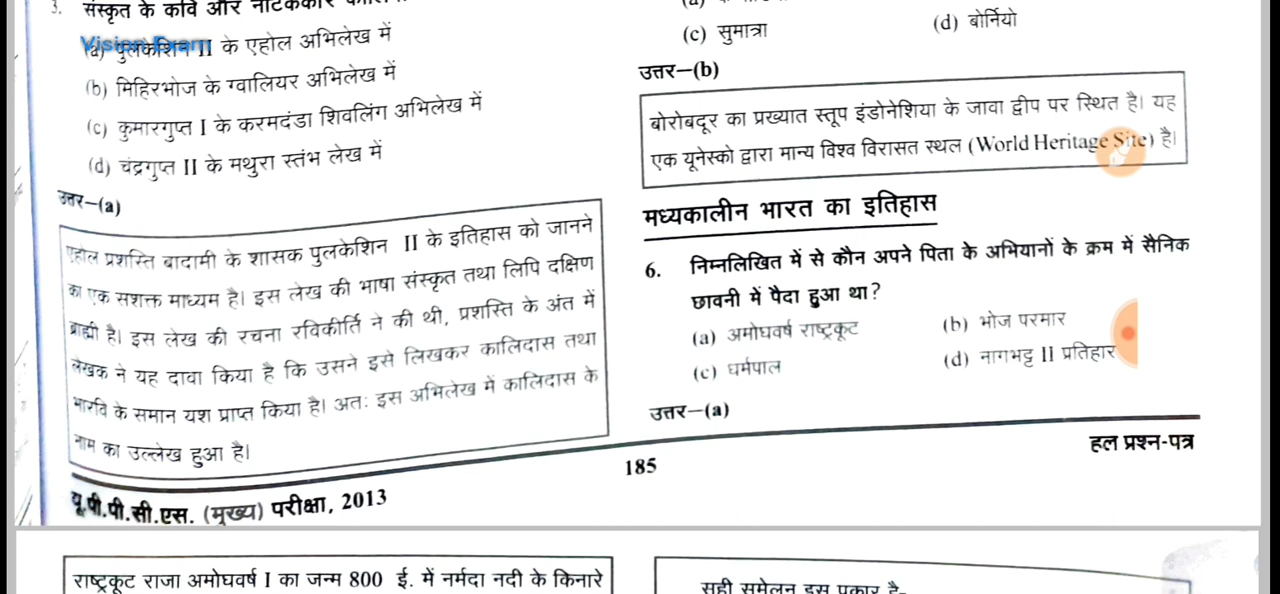 3. संस्कृत के कवि और नाटककार
Vision Exam
(a) पुलकेशिन II के एहोल अभिलेख में
(b) मिहिरभोज के ग्वालियर अभिलेख में
(c) कुमारगुप्त I के करमदंडा शिवलिंग अभिलेख में
(d) चंद्रगुप्त II के मथुरा स्तंभ लेख में
उत्तर–(a)
एहोल प्रशस्ति बादामी के शासक पुलकेशिन II के इतिहास को जानने
का एक सशक्त माध्यम है। इस लेख की भाषा संस्कृत तथा लिपि दक्षिण
ब्राह्मी है। इस लेख की रचना रविकीर्ति ने की थी, प्रशस्ति के अंत में
लेखक ने यह दावा किया है कि उसने इसे लिखकर कालिदास तथा
भारवि के समान यश प्राप्त किया है। अतः इस अभिलेख में कालिदास के
नाम का उल्लेख हुआ है।
(c) सुमात्रा
(d) बोर्नियो
उत्तर–(b)
बोरोबदूर का प्रख्यात स्तूप इंडोनेशिया के जावा द्वीप पर स्थित है। यह
एक यूनेस्को द्वारा मान्य विश्व विरासत स्थल (World Heritage Site) है।
मध्यकालीन भारत का इतिहास
6. निम्नलिखित में से कौन अपने पिता के अभियानों के क्रम में सैनिक
छावनी में पैदा हुआ था?
(a) अमोघवर्ष राष्ट्रकूट
(b) भोज परमार
(c) धर्मपाल
(d) नागभट्ट II प्रतिहार
उत्तर–(a)
यू.पी.पी.सी.एस. (मुख्य) परीक्षा, 2013
185
हल प्रश्न-पत्र
राष्ट्रकूट राजा अमोघवर्ष I का जन्म 800 ई. में नर्मदा नदी के किनारे
सही सुमेलन इस प्रकार है-